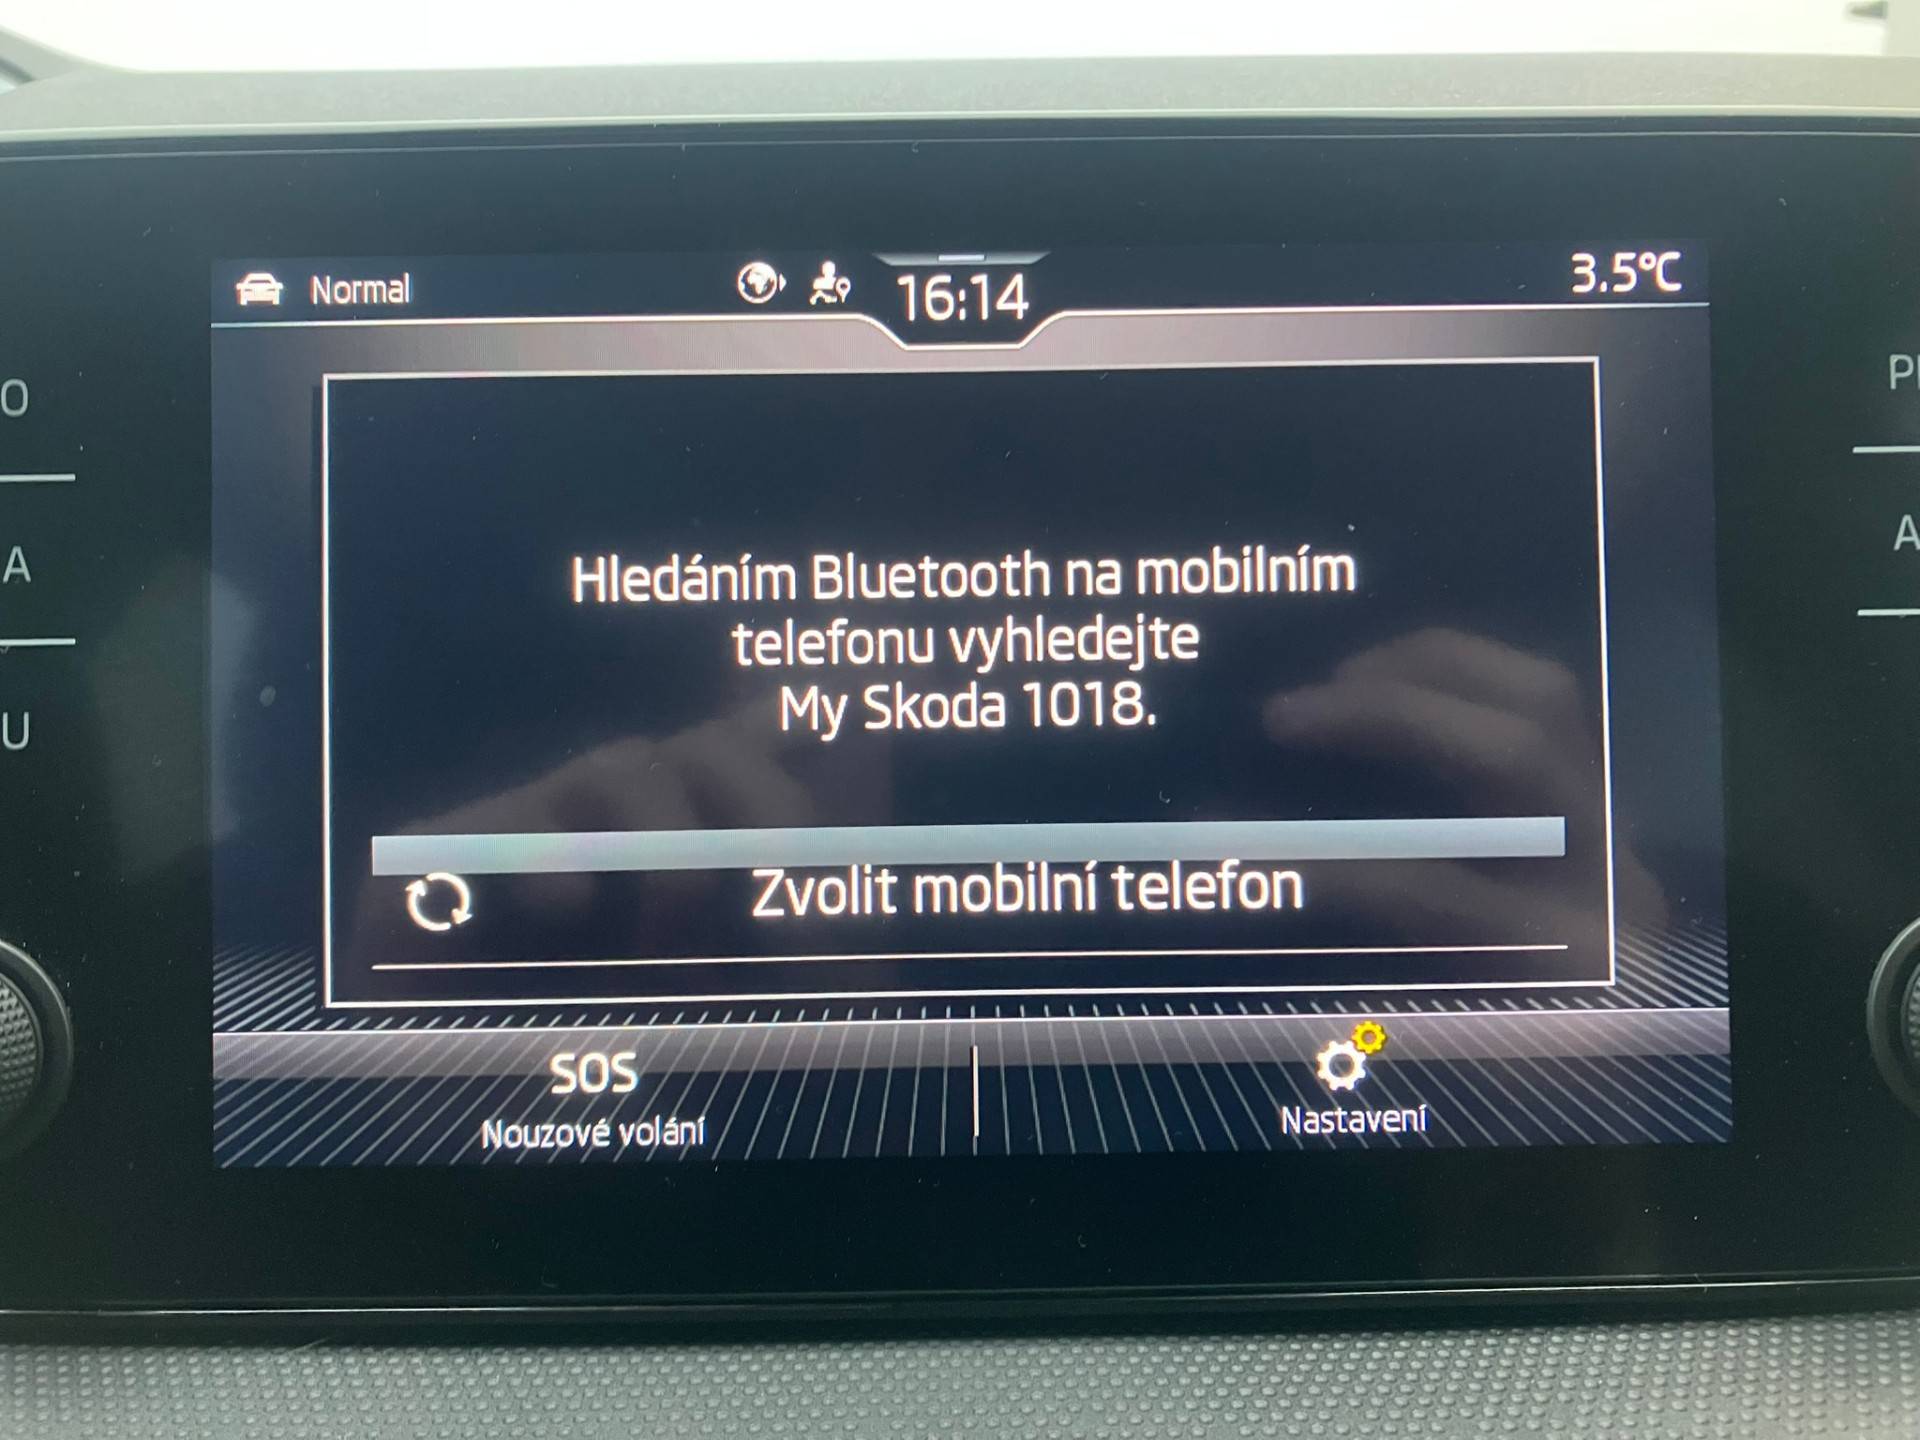 Normal
16:14
3.5°C
Hledáním Bluetooth na mobilním
telefonu vyhledejte
My Skoda 1018.
Zvolit mobilní telefon
SOS
Nouzové volání
Nastavení